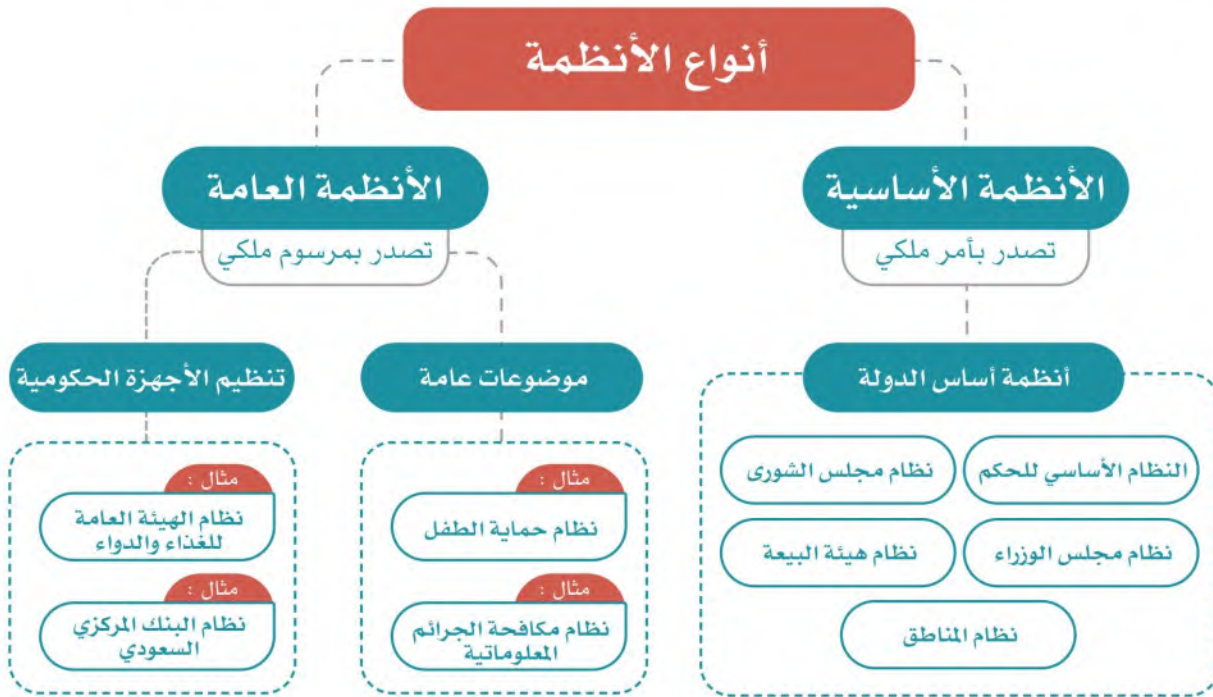 أنواع الأنظمة
الأنظمة الأساسية
تصدر بأمر ملكي
أنظمة أساس الدولة
النظام الأساسي للحكم
نظام مجلس الشورى
نظام مجلس الوزراء
نظام هيئة البيعة
نظام المناطق
الأنظمة العامة
تصدر بمرسوم ملكي
موضوعات عامة
مثال :
نظام حماية الطفل
مثال :
نظام مكافحة الجرائم
المعلوماتية
تنظيم الأجهزة الحكومية
مثال :
نظام الهيئة العامة
للغذاء والدواء
مثال :
نظام البنك المركزي
السعودي